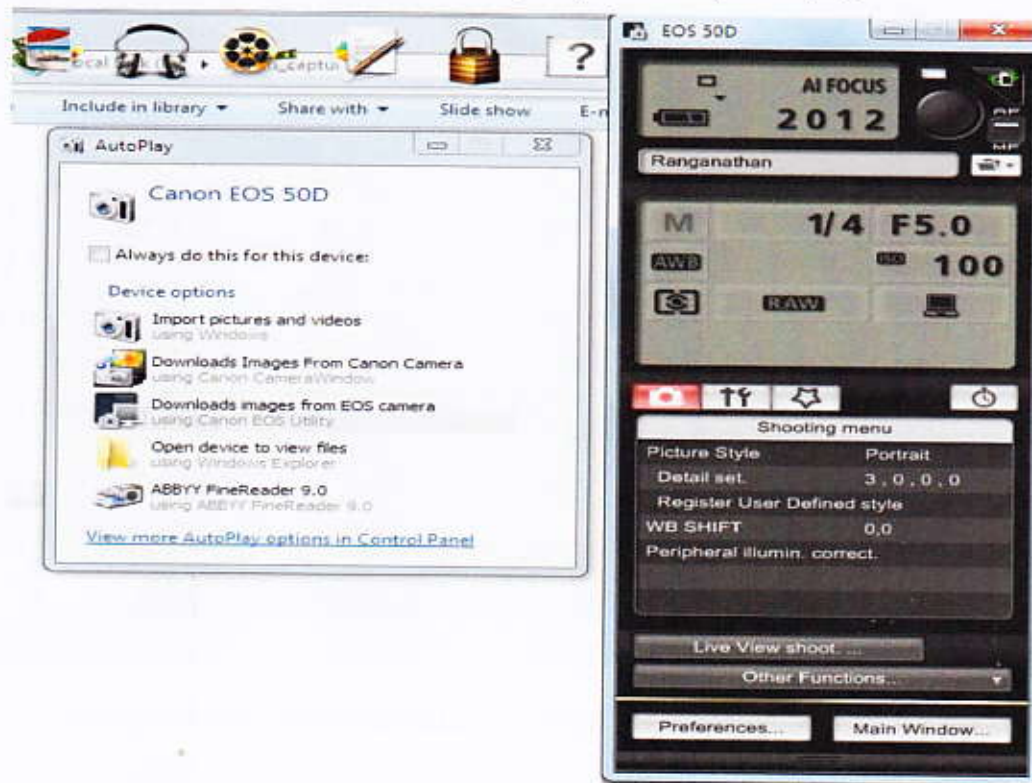 Include in library
Share with
Slide show
AutoPlay
Canon EOS 50D
Always do this for this device:
Device options
Import pictures and videos
using Windows
Downloads Images From Canon Camera
using Canon CameraWindow
Downloads images from EOS camera
using Canon EOS Utility
Open device to view files
using Windows Explorer
ABBYY FineReader 9.0
using ABBYY FineReader 9.0
View more AutoPlay options in Control Panel
EOS 50D
AI FOCUS
2012
AF
MF
Ranganathan
M 1/4 F5.0
AWB ISO 100
RAW
Shooting menu
Picture Style Portrait
Detail set. 3,0,0,0
Register User Defined style
WB SHIFT 0,0
Peripheral illumin. correct.
Live View shoot. ...
Other Functions...
Preferences... Main Window...